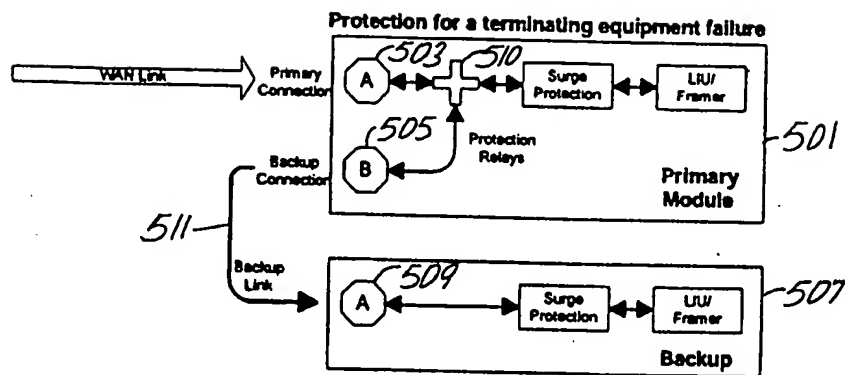 Protection for a terminating equipment failure
503
510
WAN Link
Primary
Connection
A
Surge
Protection
LIU/
Framer
505
Protection
Relays
501
Backup
Connection
B
Primary
Module
511
Backup
Link
509
A
Surge
Protection
LIU/
Framer
507
Backup